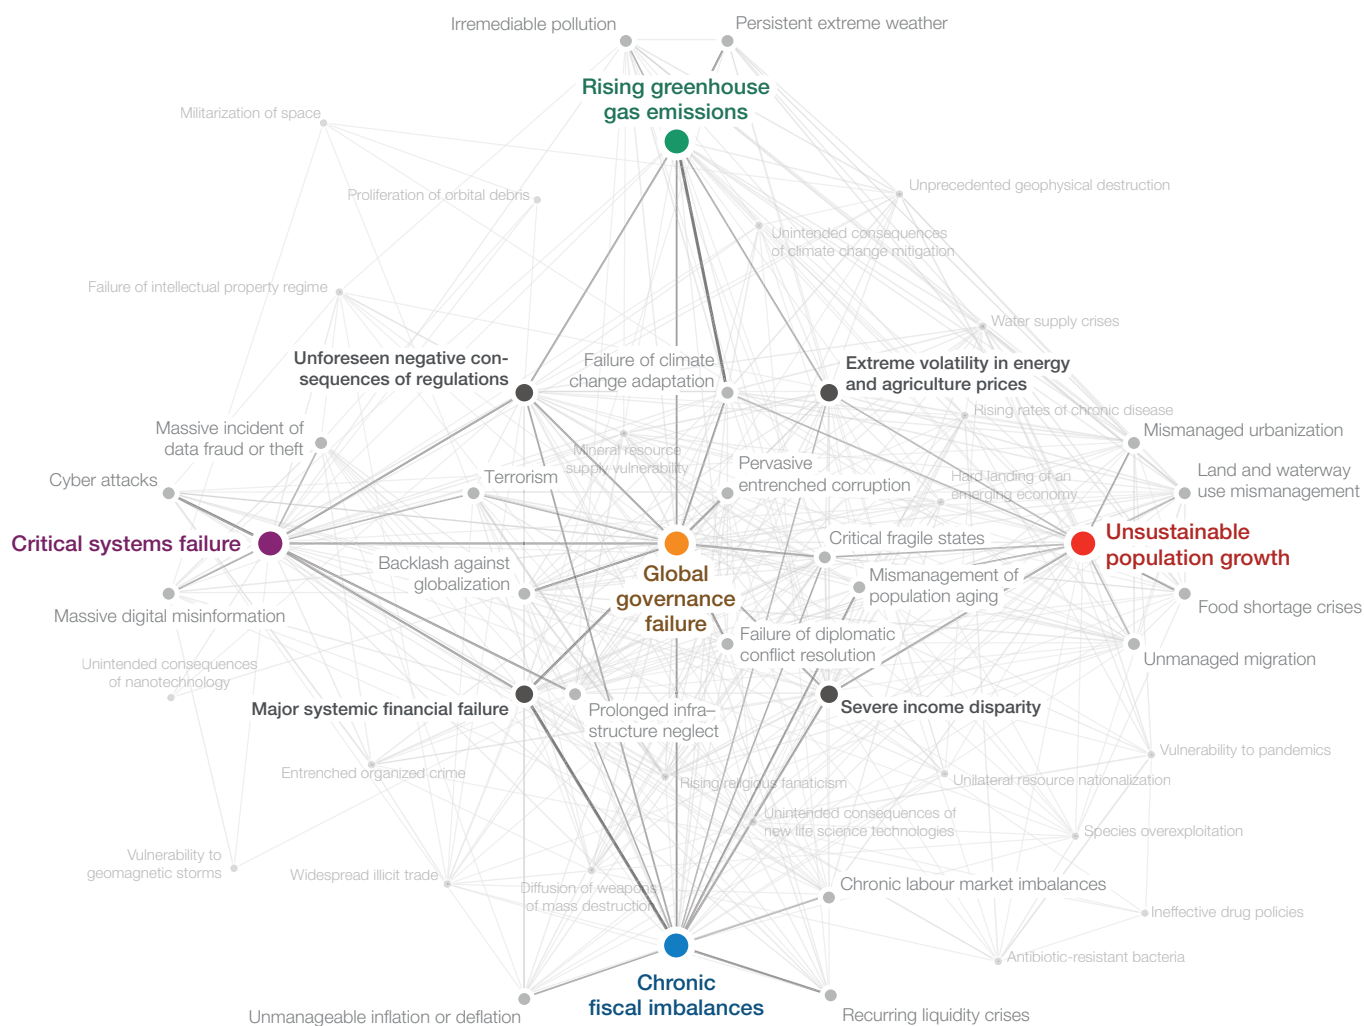 Irremediable pollution
Persistent extreme weather
Rising greenhouse
gas emissions
Militarization of space
Proliferation of orbital debris
Unprecedented geophysical destruction
Unintended consequences
of climate change mitigation
Failure of intellectual property regime
Water supply crises
Unforeseen negative con-
sequences of regulations
Failure of climate
change adaptation
Extreme volatility in energy
and agriculture prices
Rising rates of chronic disease
Massive incident of
data fraud or theft
Mineral resource
supply vulnerability
Mismanaged urbanization
Cyber attacks
Terrorism
Pervasive
entrenched corruption
Hard landing of an
emerging economy
Land and waterway
use mismanagement
Critical systems failure
Critical fragile states
Unsustainable
population growth
Backlash against
globalization
Global
governance
failure
Mismanagement of
population aging
Massive digital misinformation
Food shortage crises
Failure of diplomatic
conflict resolution
Unmanaged migration
Unintended consequences
of nanotechnology
Major systemic financial failure
Prolonged infra–
structure neglect
Severe income disparity
Entrenched organized crime
Rising religious fanaticism
Unilateral resource nationalization
Vulnerability to pandemics
Unintended consequences of
new life science technologies
Species overexploitation
Vulnerability to
geomagnetic storms
Widespread illicit trade
Diffusion of weapons
of mass destruction
Chronic labour market imbalances
Ineffective drug policies
Antibiotic-resistant bacteria
Chronic
fiscal imbalances
Unmanageable inflation or deflation
Recurring liquidity crises